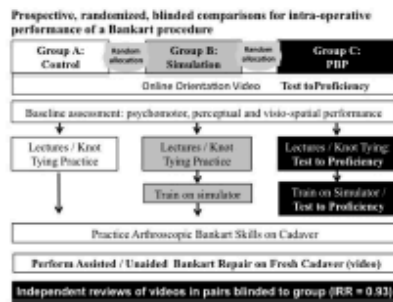 Prospective, randomized, blinded comparisons for intra-operative
performance of a Bankart procedure
Group A:
Control
Random
allocation
Group B:
Simulation
Random
allocation
Group C:
PBP
Online Orientation Video
Test to Proficiency
Baseline assessment: psychomotor, perceptual and visio-spatial performance
Lectures / Knot
Tying Practice
Lectures / Knot
Tying Practice
Lectures / Knot Tying:
Test to Proficiency
Train on simulator
Train on Simulator /
Test to Proficiency
Practice Arthroscopic Bankart Skills on Cadaver
Perform Assisted / Unaided Bankart Repair on Fresh Cadaver (video)
Independent reviews of videos in pairs blinded to group (IRR = 0.93)